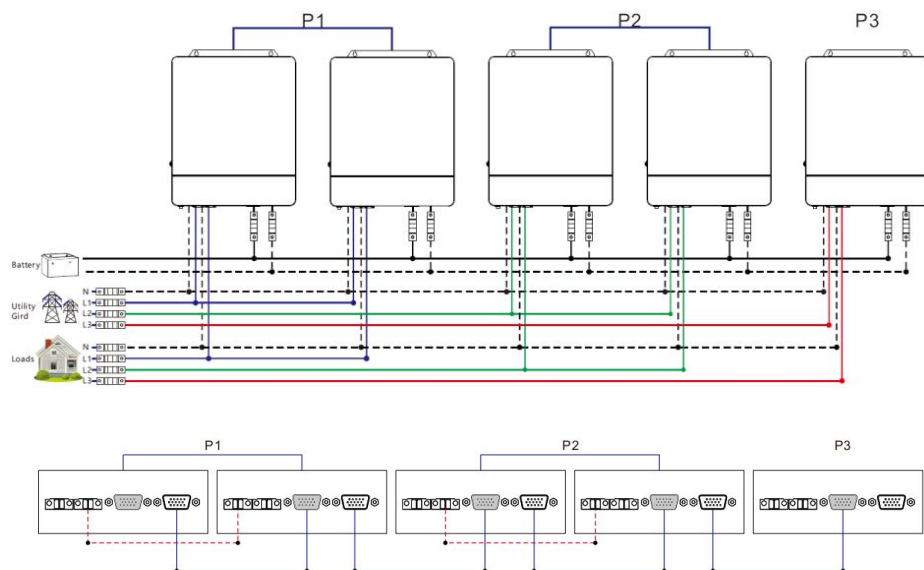 P1 P2 P3
Battery
N
L1
Utility
Gird
L2
L3
N
Loads
L1
L2
L3
P1 P2 P3